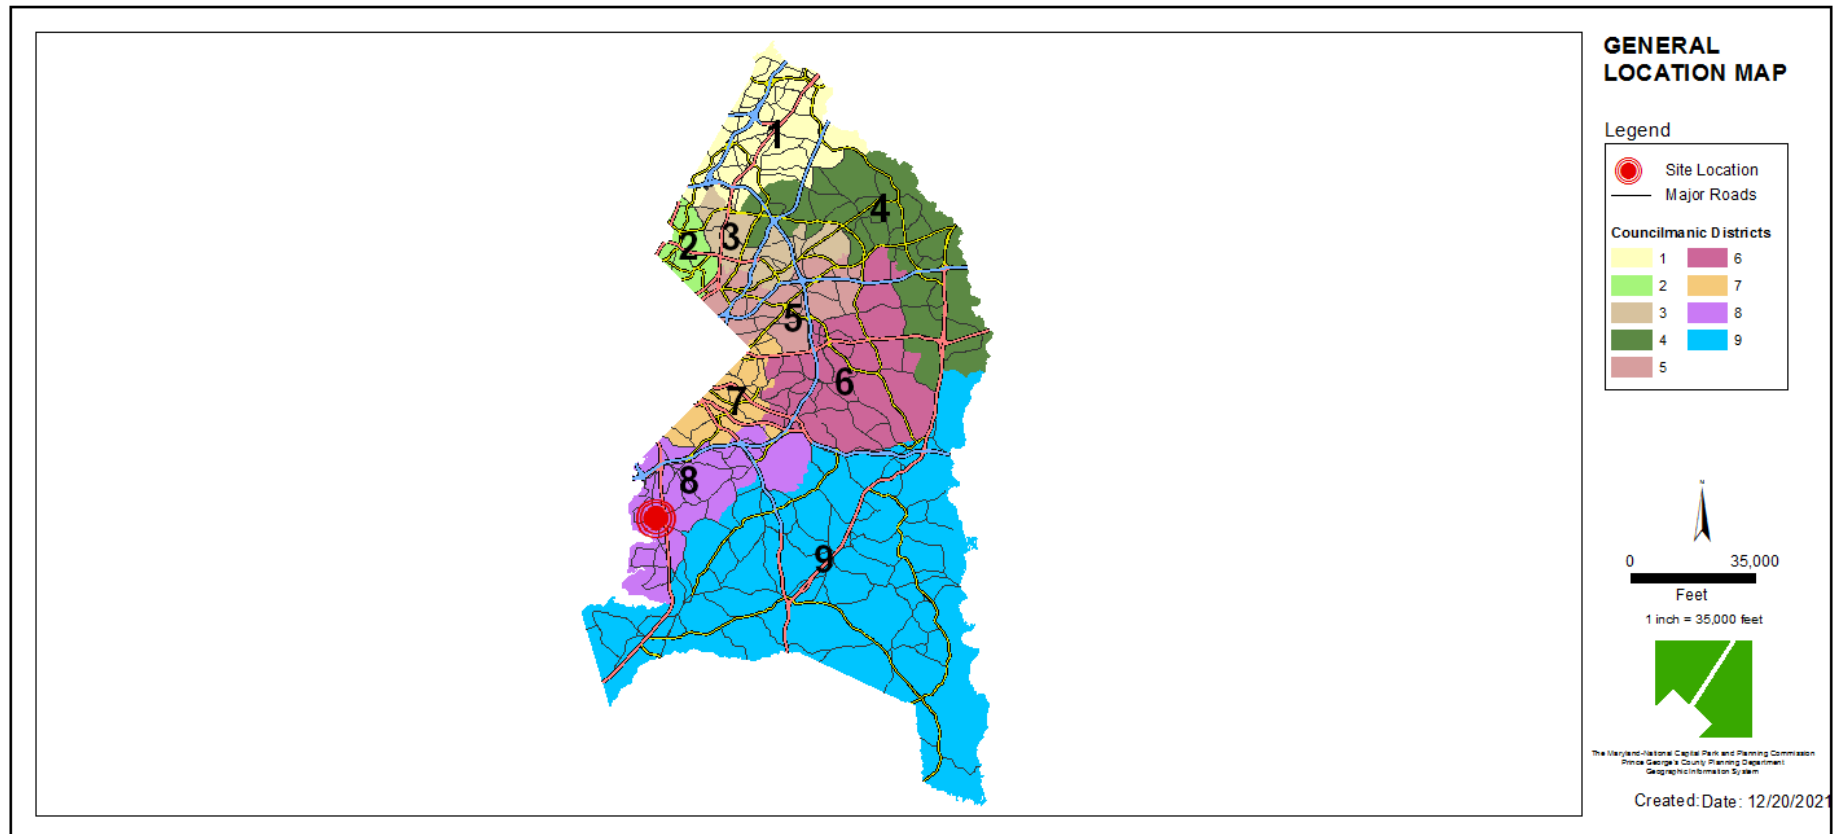 GENERAL
LOCATION MAP
Legend
Site Location
Major Roads
Councilmanic Districts
1 6
2 7
3 8
4 9
5
1
4
3
2
5
6
7
8
9
N
0 35,000
Feet
1 inch = 35,000 feet
The Maryland-National Capital Park and Planning Commission
Prince George's County Planning Department
Geographic Information System
Created: Date: 12/20/2021